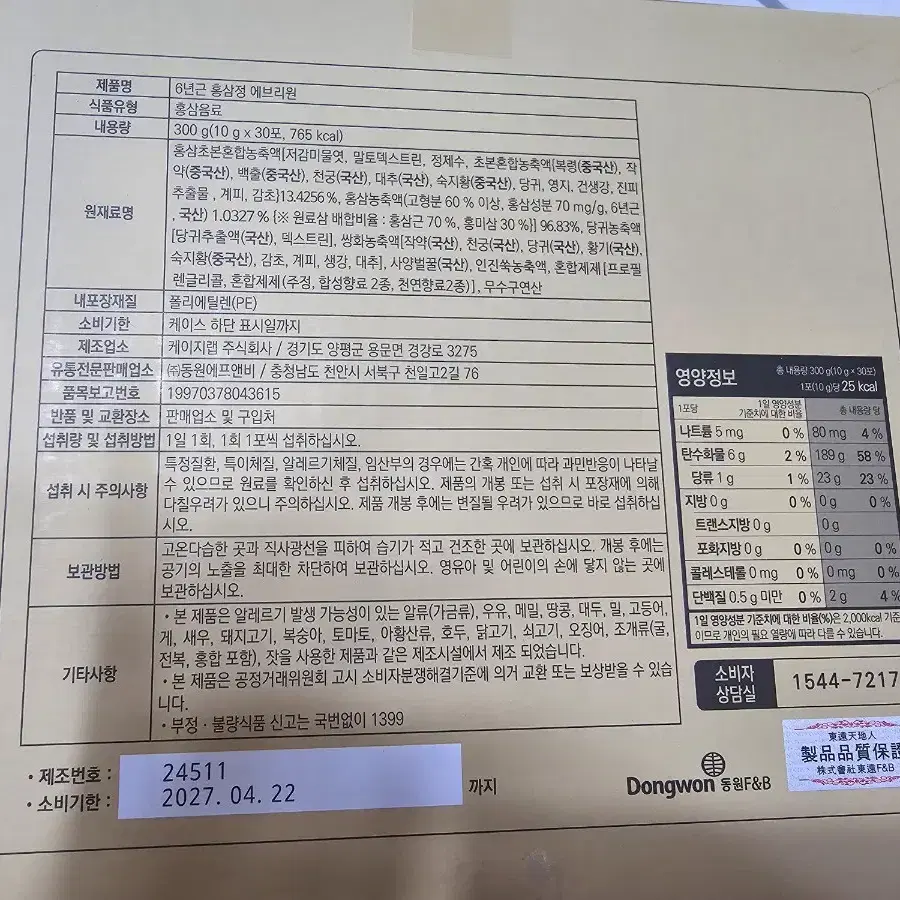 제품명 6년근 홍삼정 에브리원
식품유형 홍삼음료
내용량 300 g(10 g x 30포, 765 kcal)
원재료명
홍삼초본혼합농축액[저감미물엿, 말토덱스트린, 정제수, 초본혼합농축액{복령(중국산), 작
약(중국산), 백출(중국산), 천궁(국산), 대추(국산), 숙지황(중국산), 당귀, 영지, 건생강, 진피
추출물 , 계피, 감초}13.4256 %, 홍삼농축액(고형분 60 % 이상, 홍삼성분 70 mg/g, 6년근
, 국산) 1.0327 % {※ 원료삼 배합비율 : 홍삼근 70 %, 홍미삼 30 %}] 96.83%, 당귀농축액
[당귀추출액(국산), 덱스트린], 쌍화농축액[작약(국산), 천궁(국산), 당귀(국산), 황기(국산),
숙지황(중국산), 감초, 계피, 생강, 대추], 사양벌꿀(국산), 인진쑥농축액, 혼합제제 [프로필
렌글리콜, 혼합제제 (주정, 합성향료 2종, 천연향료2종)], 무수구연산
내포장재질 폴리에틸렌(PE)
소비기한 케이스 하단 표시일까지
제조업소 케이지랩 주식회사 / 경기도 양평군 용문면 경강로 3275
유통전문판매업소 ㈜동원에프앤비 / 충청남도 천안시 서북구 천일고2길 76
품목보고번호 19970378043615
반품 및 교환장소 판매업소 및 구입처
섭취량 및 섭취방법 1일 1회, 1회 1포씩 섭취하십시오.
섭취 시 주의사항
특정질환, 특이체질, 알레르기체질, 임산부의 경우에는 간혹 개인에 따라 과민반응이 나타날
수 있으므로 원료를 확인하신 후 섭취하십시오. 제품의 개봉 또는 섭취 시 포장재에 의해
다칠우려가 있으니 주의하십시오. 제품 개봉 후에는 변질될 우려가 있으므로 바로 섭취하십
시오.
보관방법
고온다습한 곳과 직사광선을 피하여 습기가 적고 건조한 곳에 보관하십시오. 개봉 후에는
공기의 노출을 최대한 차단하여 보관하십시오. 영유아 및 어린이의 손에 닿지 않는 곳에
보관하십시오.
기타사항
• 본 제품은 알레르기 발생 가능성이 있는 알류(가금류), 우유, 메밀, 땅콩, 대두, 밀, 고등어,
게, 새우, 돼지고기, 복숭아, 토마토, 아황산류, 호두, 닭고기, 쇠고기, 오징어, 조개류(굴,
전복, 홍합 포함), 잣을 사용한 제품과 같은 제조시설에서 제조 되었습니다.
• 본 제품은 공정거래위원회 고시 소비자분쟁해결기준에 의거 교환 또는 보상받을 수 있습
니다.
• 부정 · 불량식품 신고는 국번없이 1399
• 제조번호 : 24511
• 소비기한 : 2027. 04. 22 까지
영양정보 총 내용량 300 g(10 g × 30포)
1포(10 g)당 25 kcal
1포당 1일 영양성분 기준치에 대한 비율 총 내용량 당
나트륨 5 mg 0 % 80 mg 4 %
탄수화물 6 g 2 % 189 g 58 %
당류 1 g 1 % 23 g 23 %
지방 0 g 0 % 0 g 0 %
트랜스지방 0 g 0 g
포화지방 0 g 0 % 0 g 0 %
콜레스테롤 0 mg 0 % 0 mg 0 %
단백질 0.5 g 미만 0 % 2 g 4 %
1일 영양성분 기준치에 대한 비율(%)은 2,000kcal 기준
이므로 개인의 필요 열량에 따라 다를 수 있습니다.
소비자
상담실
1544-7217
Dongwon 동원F&B
東遠天地人
製品品質保證
株式會社東遠F&B